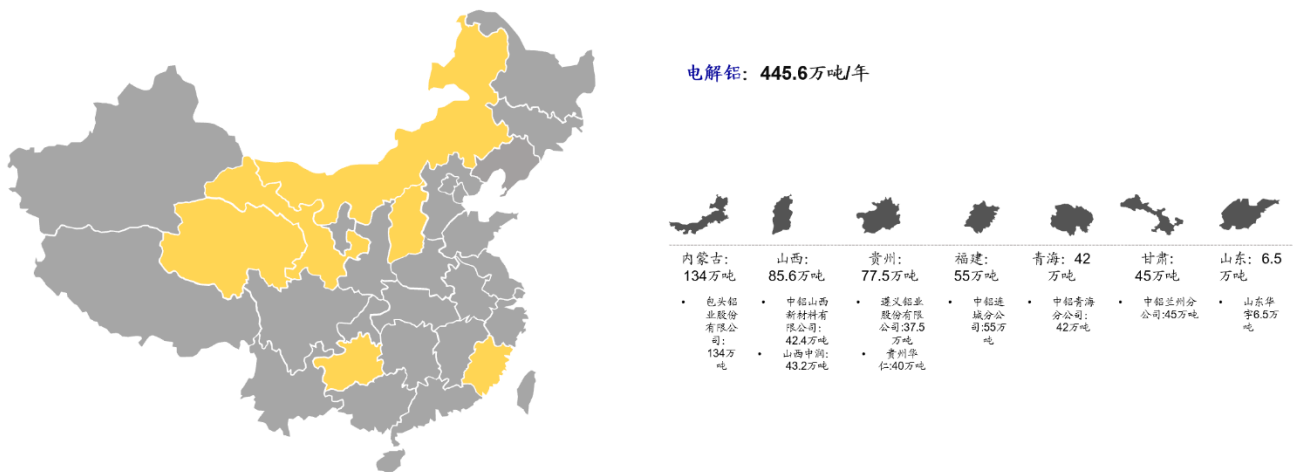 电解铝：445.6万吨/年
内蒙古：
134万吨
• 包头铝
业股份
有限公
司：
134万
吨
山西：
85.6万吨
• 中铝山西
新材料有
限公司：
42.4万吨
• 山西中润：
43.2万吨
贵州：
77.5万吨
• 遵义铝业
股份有限
公司:37.5
万吨
• 贵州华
仁:40万吨
福建：
55万吨
• 中铝连
城分公
司:55万
吨
青海：42
万吨
• 中铝青海
分公司:
42万吨
甘肃：
45万吨
• 中铝兰州分
公司:45万吨
山东：6.5
万吨
• 山东华
宇6.5万
吨